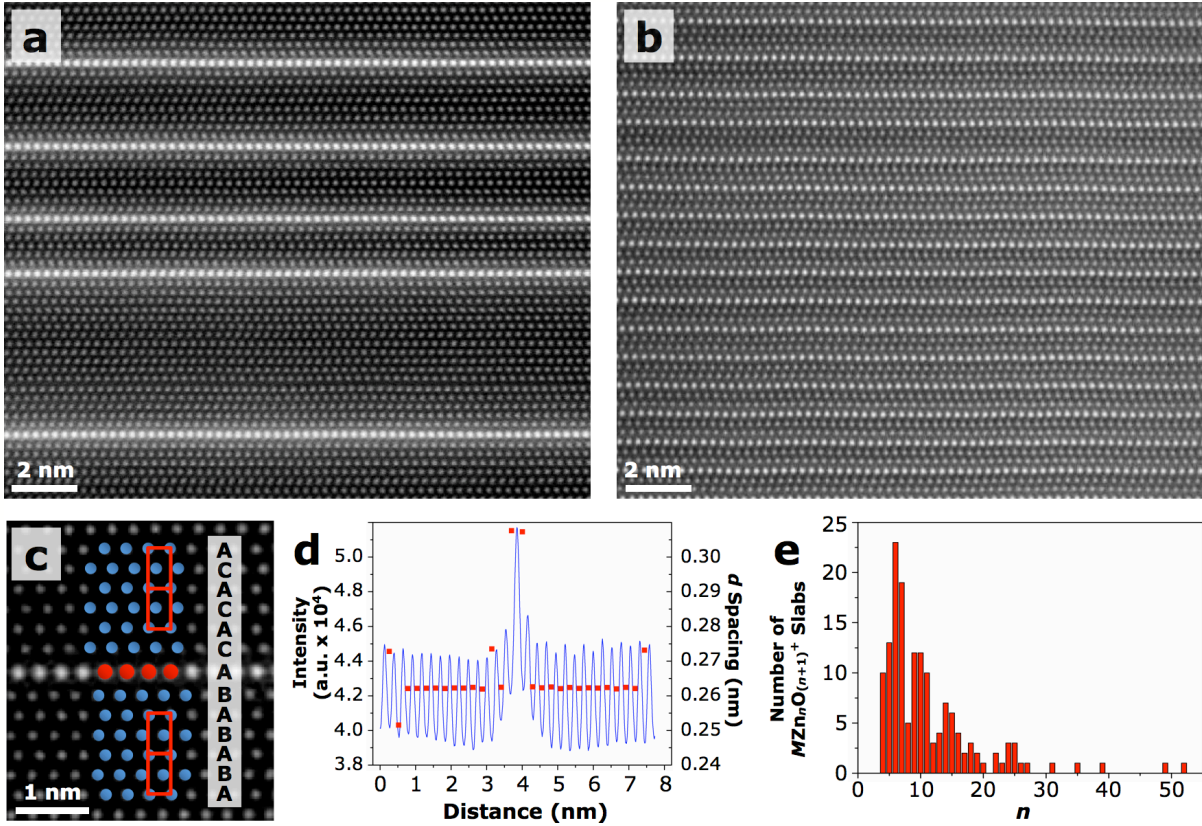 a
2 nm
b
2 nm
c
A
C
A
C
A
C
A
B
A
B
A
B
A
1 nm
d
5.0
4.8
4.6
4.4
4.2
4.0
3.8
Intensity
(a.u. x 10⁴)
0.30
0.29
0.28
0.27
0.26
0.25
0.24
d Spacing (nm)
0 1 2 3 4 5 6 7 8
Distance (nm)
e
25
20
15
10
5
0
Number of
MZnₙO₍ₙ₊₁₎⁺ Slabs
0 10 20 30 40 50
n